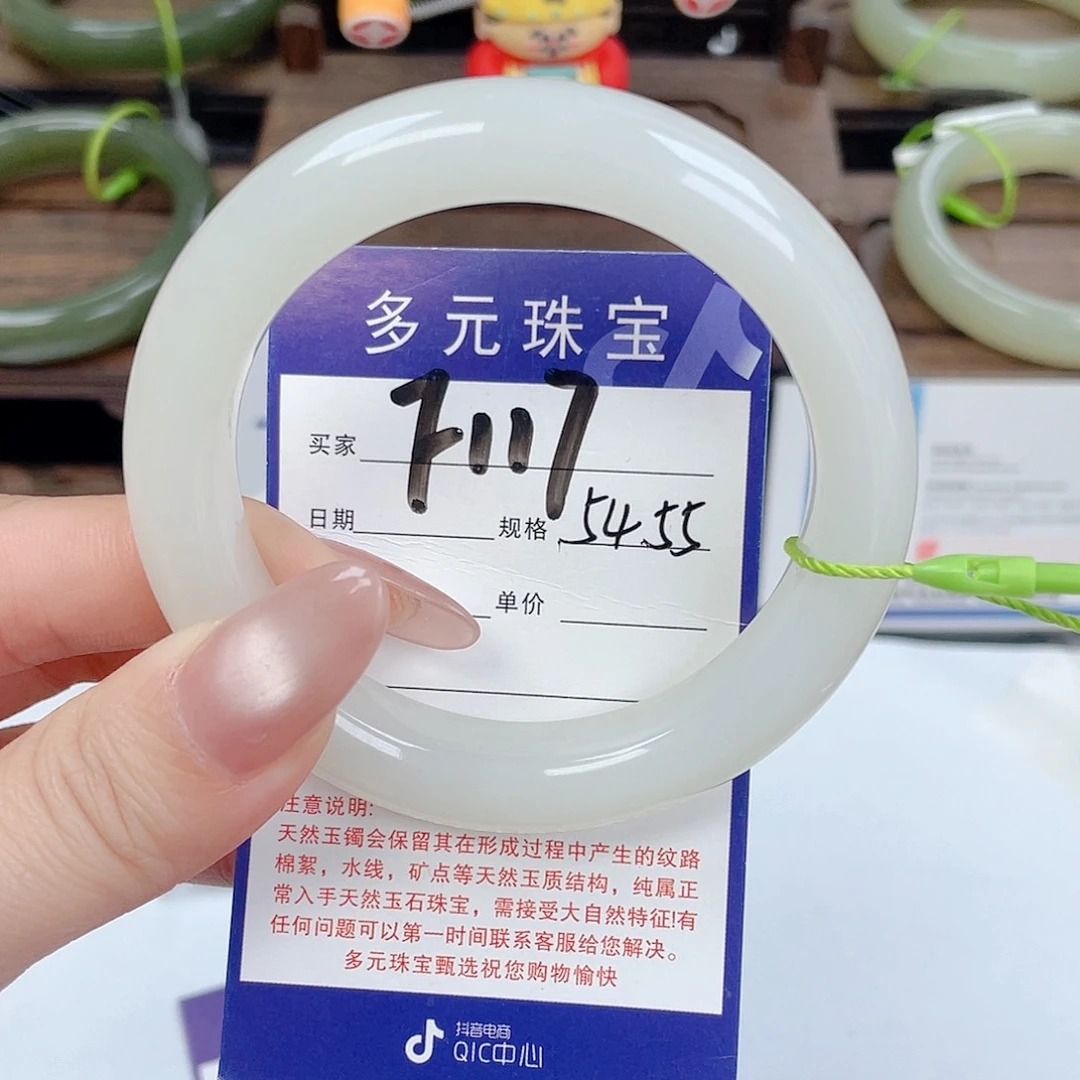 多元珠宝
买家 7117
日期 规格 54.55
单价
注意说明:
天然玉镯会保留其在形成过程中产生的纹路
棉絮，水线，矿点等天然玉质结构，纯属正
常入手天然玉石珠宝，需接受大自然特征!有
任何问题可以第一时间联系客服给您解决。
多元珠宝甄选祝您购物愉快
抖音电商
QIC中心